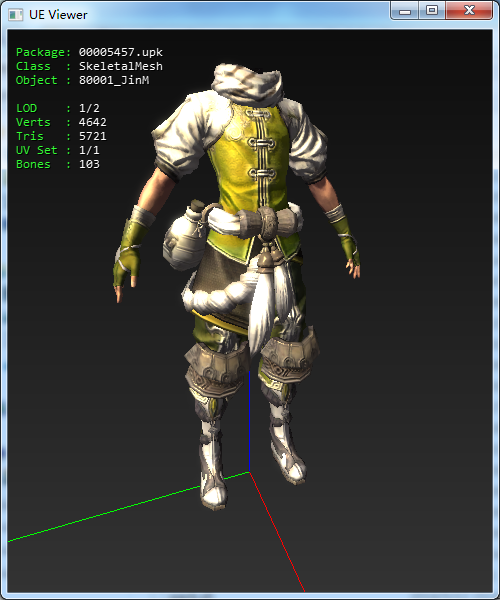 UE Viewer
Package: 00005457.upk
Class : SkeletalMesh
Object : 80001_JinM
LOD : 1/2
Verts : 4642
Tris : 5721
UV Set : 1/1
Bones : 103